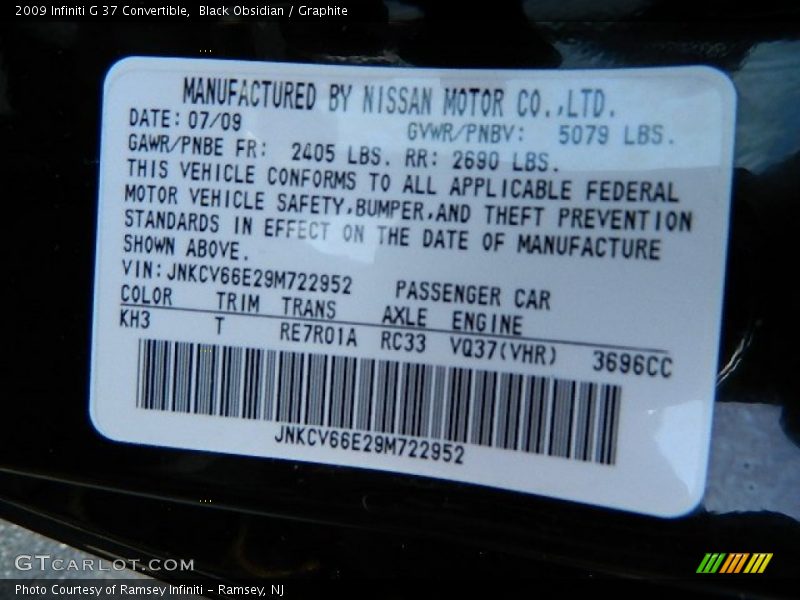 2009 Infiniti G 37 Convertible, Black Obsidian / Graphite
MANUFACTURED BY NISSAN MOTOR CO.,LTD.
DATE: 07/09 GVWR/PNBV: 5079 LBS.
GAWR/PNBE FR: 2405 LBS. RR: 2690 LBS.
THIS VEHICLE CONFORMS TO ALL APPLICABLE FEDERAL
MOTOR VEHICLE SAFETY,BUMPER,AND THEFT PREVENTION
STANDARDS IN EFFECT ON THE DATE OF MANUFACTURE
SHOWN ABOVE.
VIN: JNKCV66E29M722952 PASSENGER CAR
COLOR TRIM TRANS AXLE ENGINE
KH3 T RE7R01A RC33 VQ37(VHR) 3696CC
JNKCV66E29M722952
GTCARLOT.COM
Photo Courtesy of Ramsey Infiniti - Ramsey, NJ